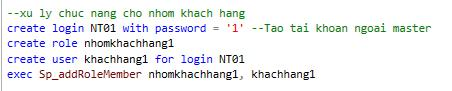 --xu ly chuc nang cho nhom khach hang
create login NT01 with password = '1' --Tao tai khoan ngoai master
create role nhomkhachhang1
create user khachhang1 for login NT01
exec Sp_addRoleMember nhomkhachhang1, khachhang1